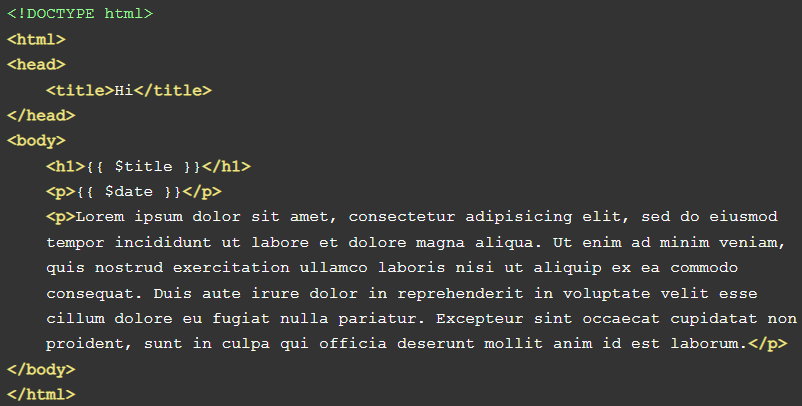 <!DOCTYPE html>
<html>
<head>
    <title>Hi</title>
</head>
<body>
    <h1>{{ $title }}</h1>
    <p>{{ $date }}</p>
    <p>Lorem ipsum dolor sit amet, consectetur adipisicing elit, sed do eiusmod
    tempor incididunt ut labore et dolore magna aliqua. Ut enim ad minim veniam,
    quis nostrud exercitation ullamco laboris nisi ut aliquip ex ea commodo
    consequat. Duis aute irure dolor in reprehenderit in voluptate velit esse
    cillum dolore eu fugiat nulla pariatur. Excepteur sint occaecat cupidatat non
    proident, sunt in culpa qui officia deserunt mollit anim id est laborum.</p>
</body>
</html>